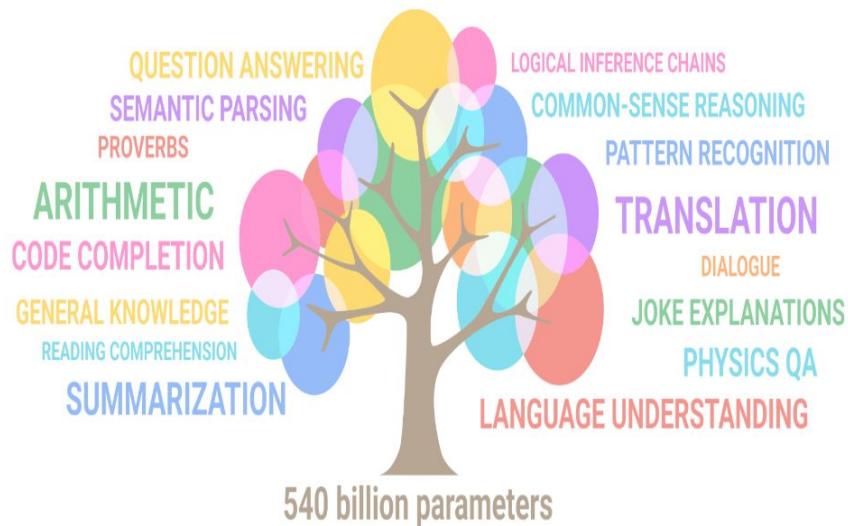 QUESTION ANSWERING
SEMANTIC PARSING
PROVERBS
ARITHMETIC
CODE COMPLETION
GENERAL KNOWLEDGE
READING COMPREHENSION
SUMMARIZATION
LOGICAL INFERENCE CHAINS
COMMON-SENSE REASONING
PATTERN RECOGNITION
TRANSLATION
DIALOGUE
JOKE EXPLANATIONS
PHYSICS QA
LANGUAGE UNDERSTANDING
540 billion parameters